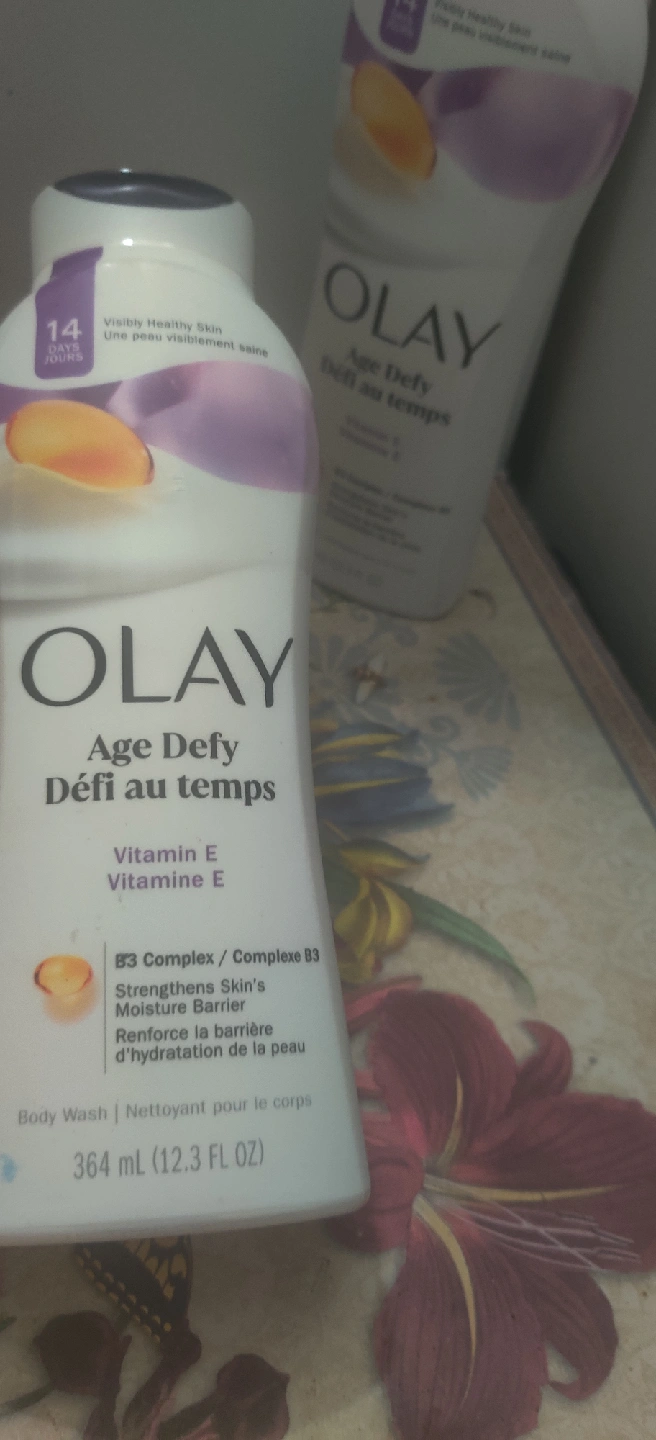 14
DAYS
JOURS
Visibly Healthy Skin
Une peau visiblement saine
OLAY
Age Defy
Défi au temps
Vitamin E
Vitamine E
B3 Complex / Complexe B3
Strengthens Skin's
Moisture Barrier
Renforce la barrière
d'hydratation de la peau
Body Wash | Nettoyant pour le corps
364 mL (12.3 FL OZ)
14
Visibly Healthy Skin
Une peau visiblement saine
OLAY
Age Defy
Défi au temps
Vitamin E
Vitamine E